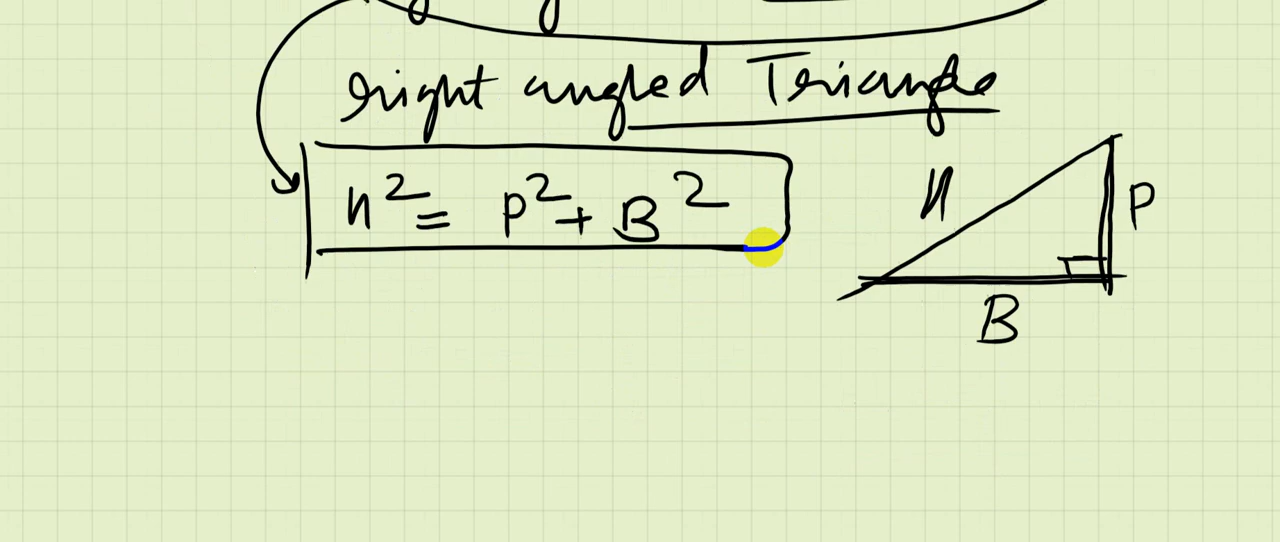 right angled Triangle
H² = P² + B²
H
P
B